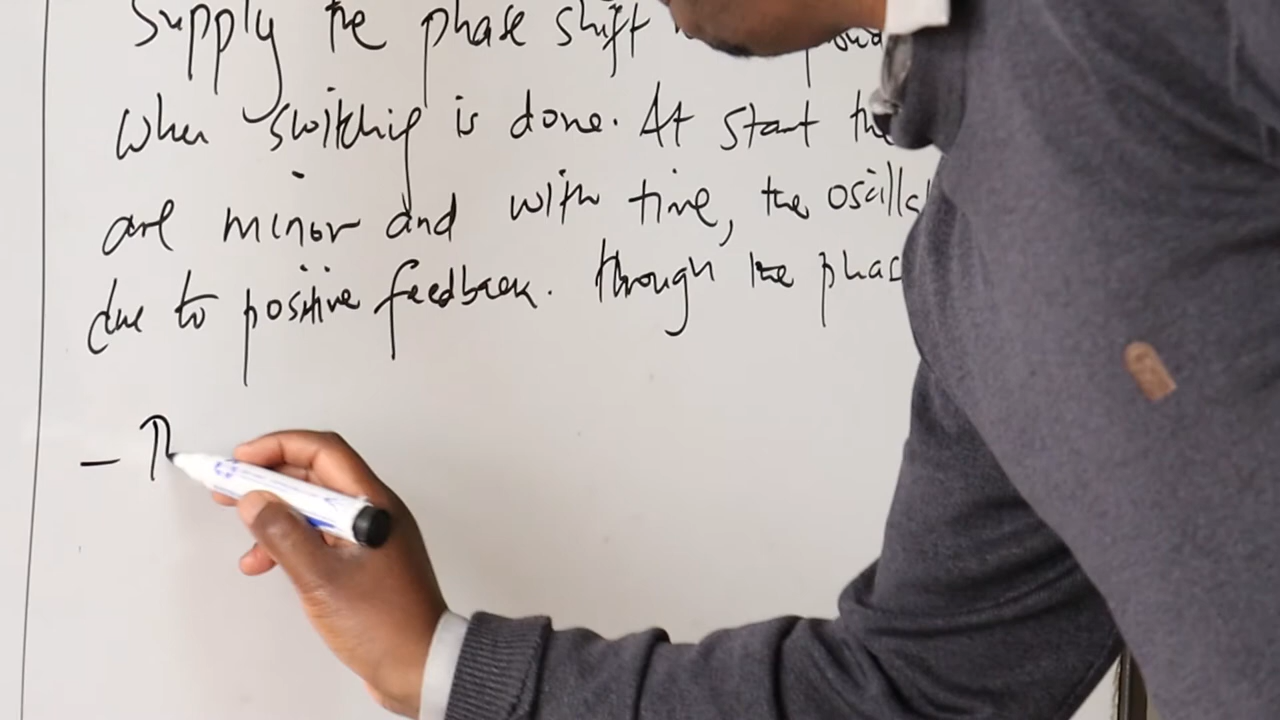 Supply the phase shift
when switching is done. At start the
are minor and with time, the oscilla
due to positive feedback. through the phas
-